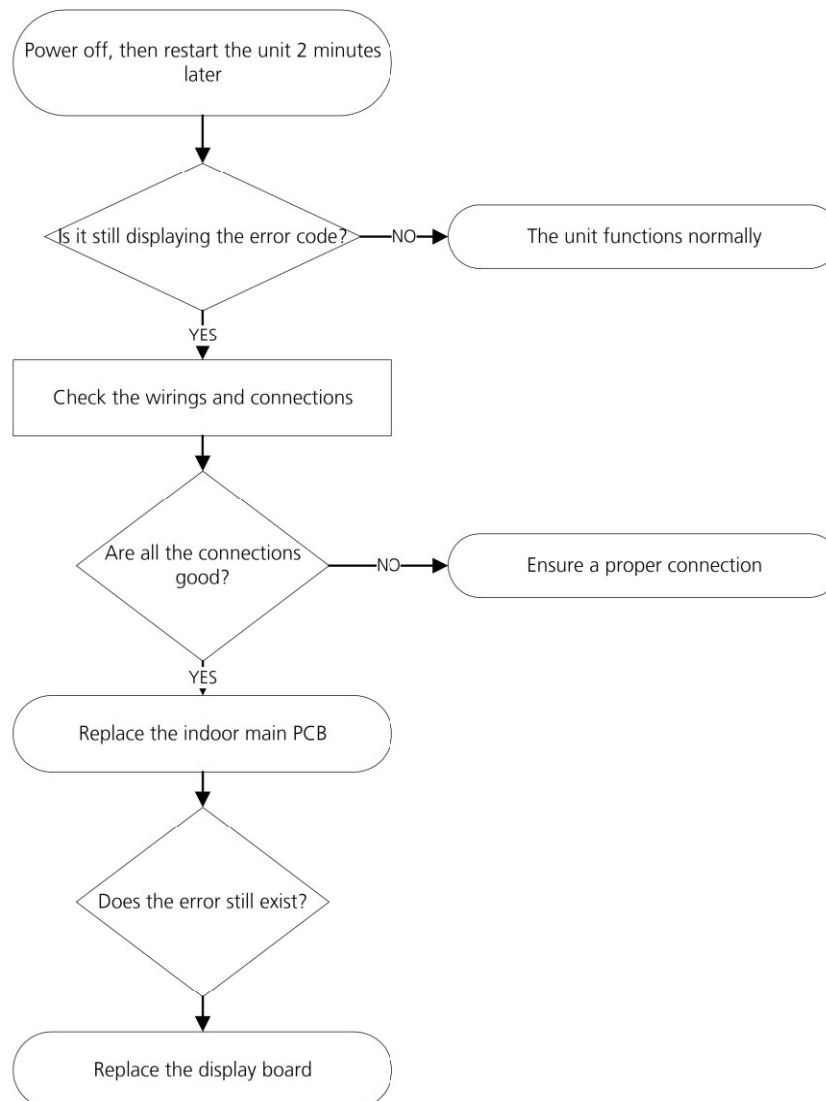 Power off, then restart the unit 2 minutes
later
Is it still displaying the error code?
NO
The unit functions normally
YES
Check the wirings and connections
Are all the connections
good?
NO
Ensure a proper connection
YES
Replace the indoor main PCB
Does the error still exist?
Replace the display board